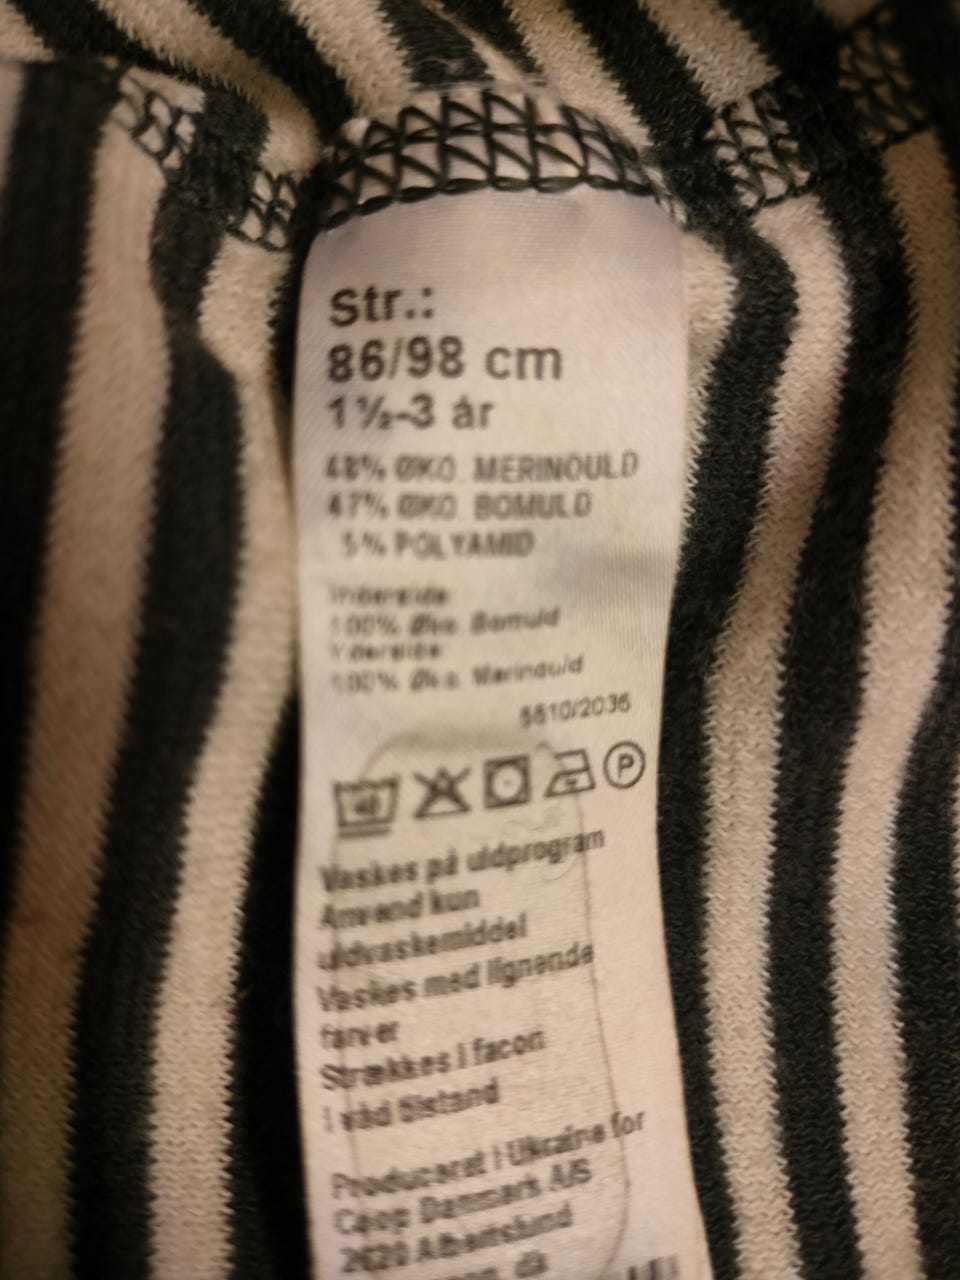 Str.:
86/98 cm
1½-3 år
48% ØKO. MERINOULD
47% ØKO. BOMULD
5% POLYAMID
Inderside:
100% Øko. Bomuld
Yderside:
100% Øko. Merinould
5610/2036
40
P
Vaskes på uldprogram
Anvend kun
uldvaskemiddel
Vaskes med lignende
farver
Strækkes i facon
i våd tilstand
Produceret i Ukraine for
Coop Danmark A/S
2620 Albertslund